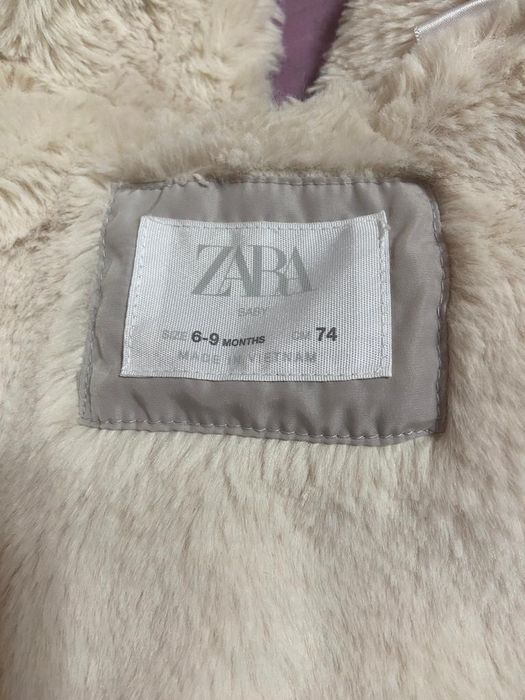 ZARA
BABY
SIZE 6-9 MONTHS CM 74
MADE IN VIETNAM